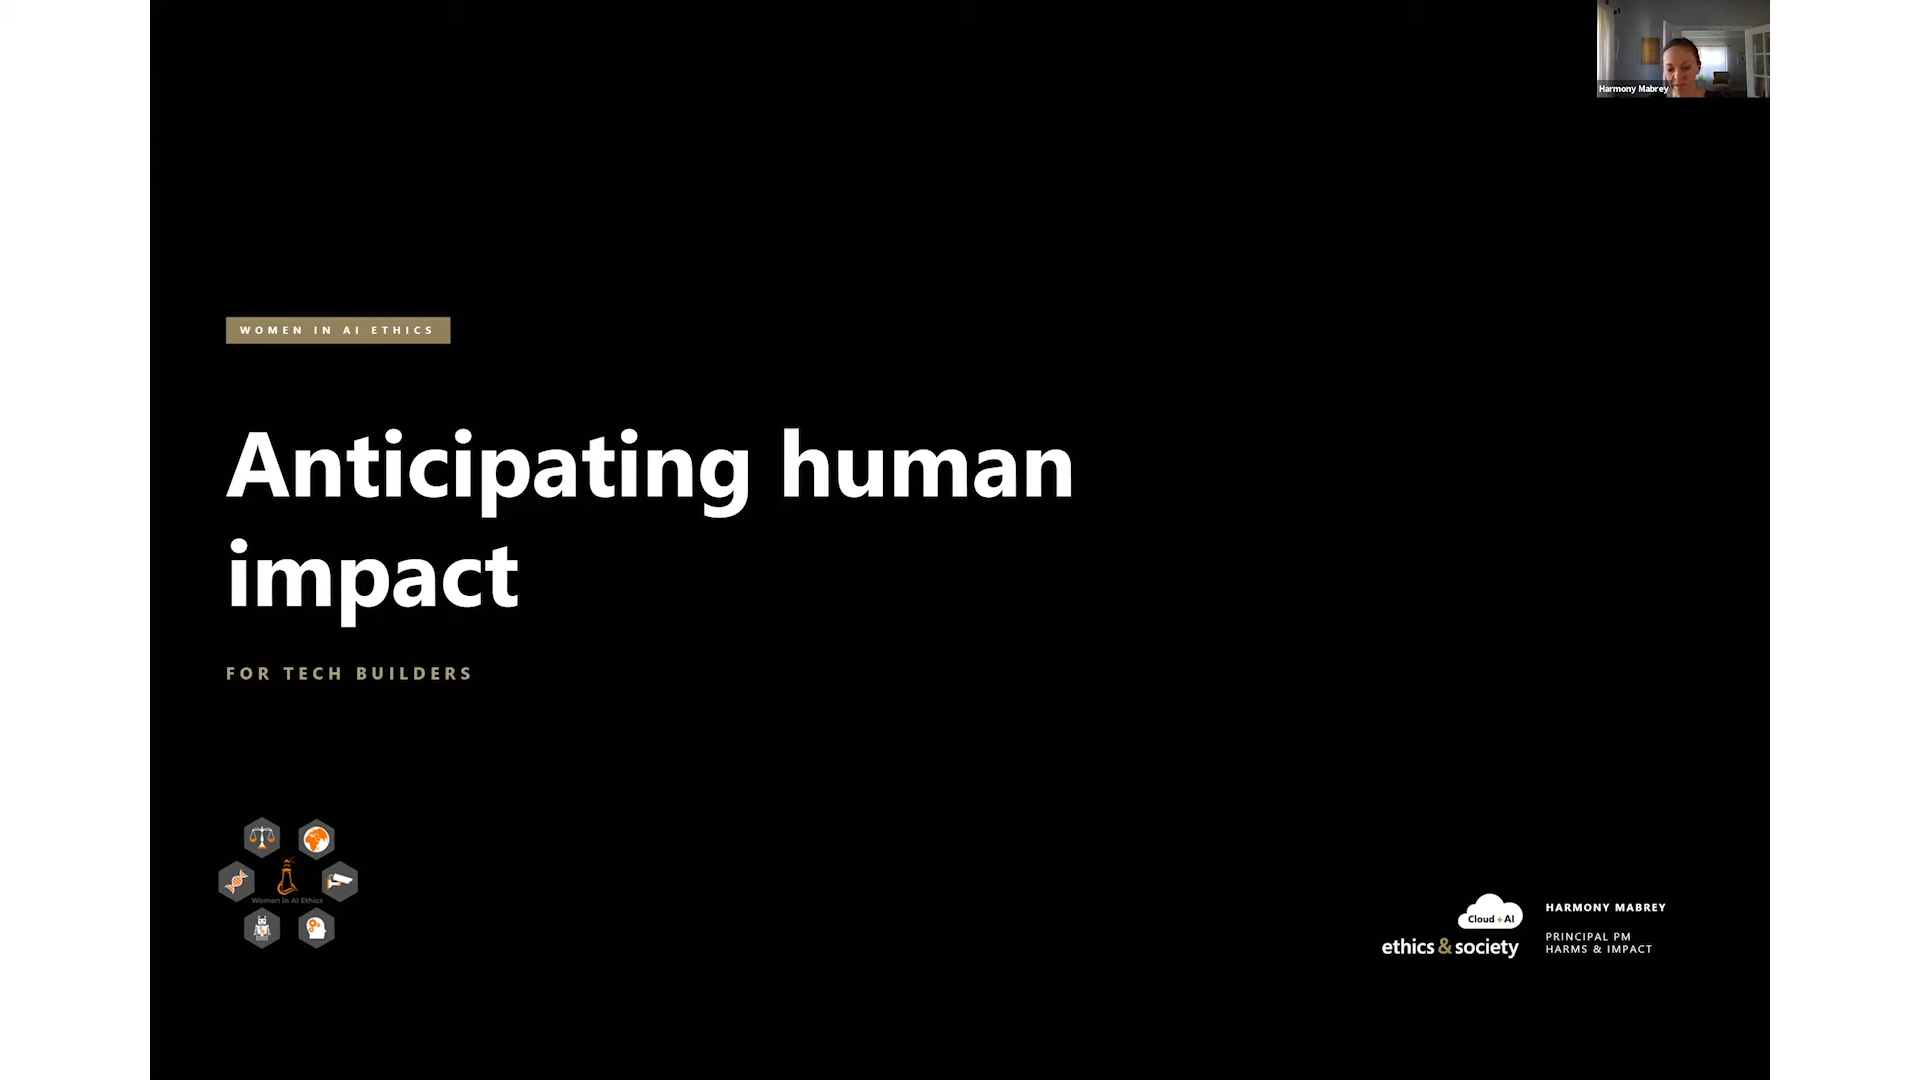 Harmony Mabrey
WOMEN IN AI ETHICS
Anticipating human
impact
FOR TECH BUILDERS
Women in AI Ethics
Cloud + AI
ethics & society
HARMONY MABREY
PRINCIPAL PM
HARMS & IMPACT